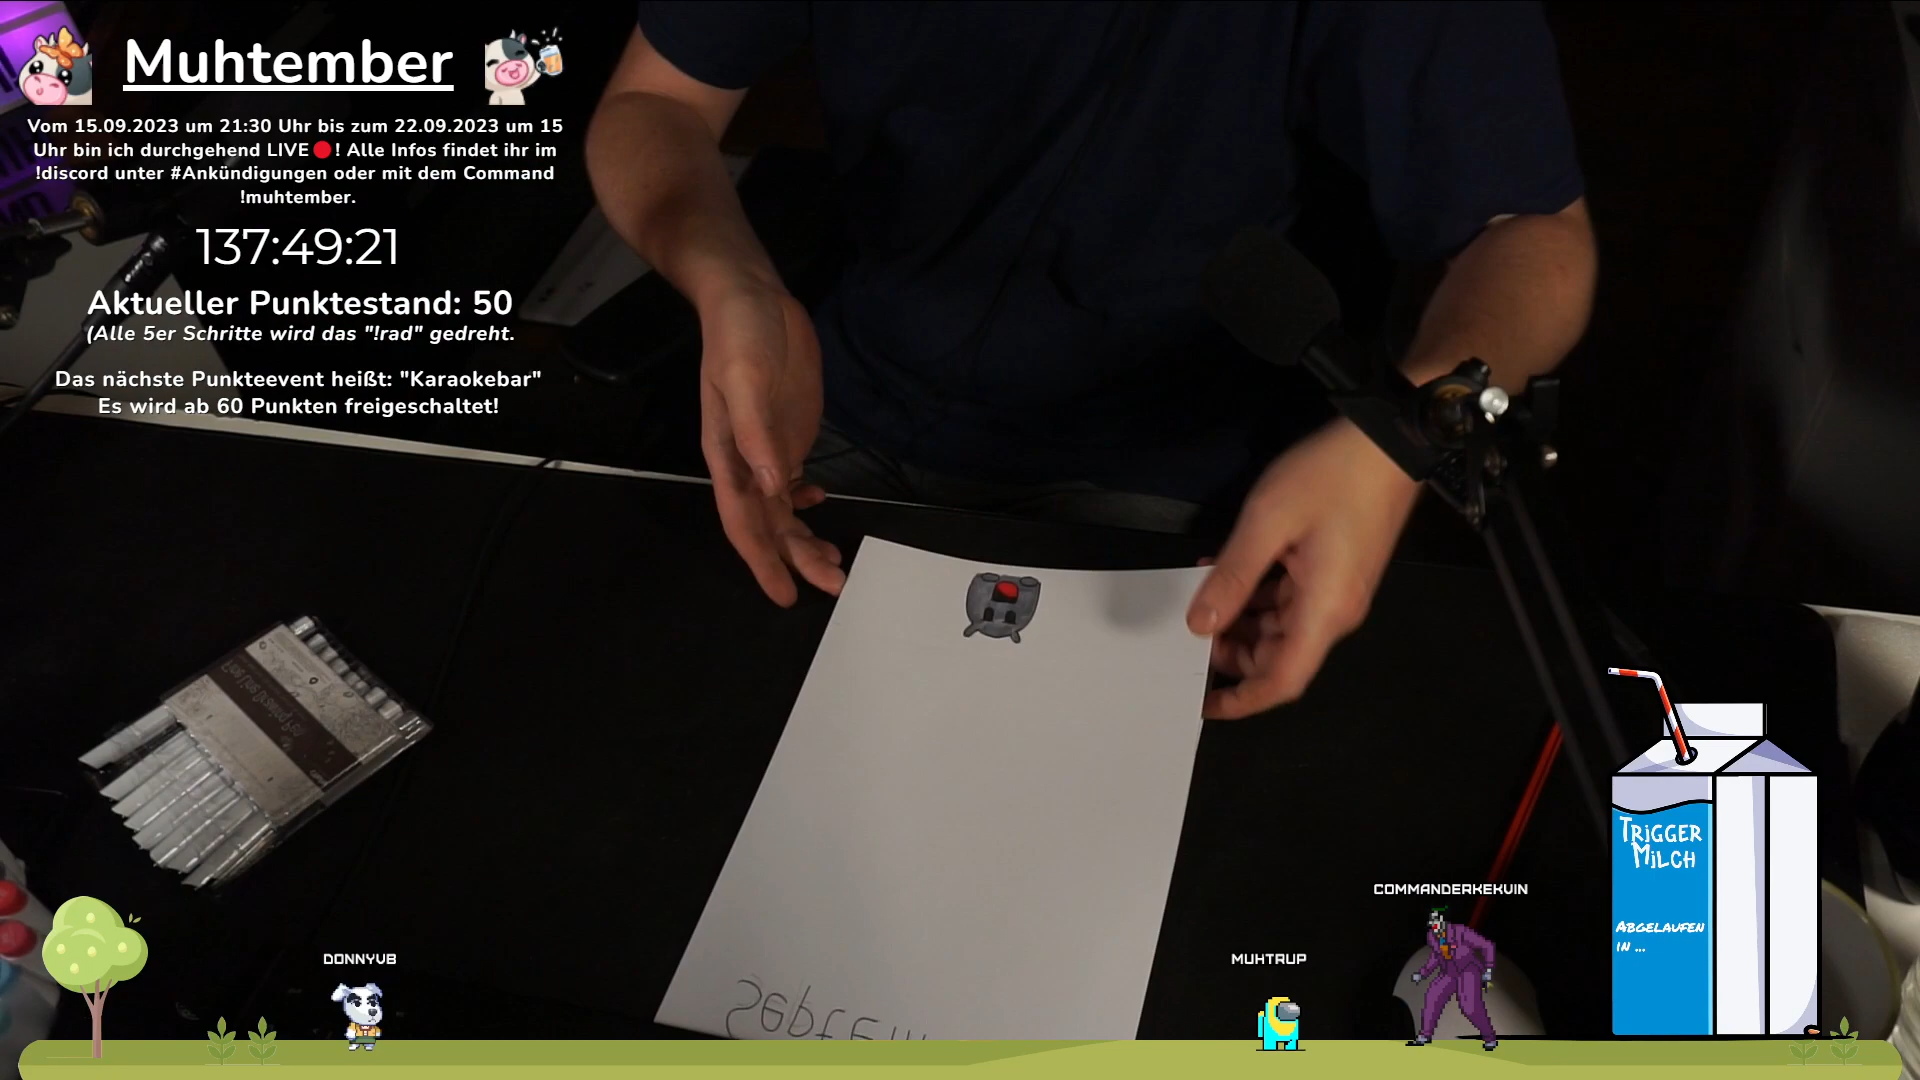 Muhtember
Vom 15.09.2023 um 21:30 Uhr bis zum 22.09.2023 um 15
Uhr bin ich durchgehend LIVE🔴! Alle Infos findet ihr im
!discord unter #Ankündigungen oder mit dem Command
!muhtember.
137:49:21
Aktueller Punktestand: 50
(Alle 5er Schritte wird das "!rad" gedreht.
Das nächste Punkteevent heißt: "Karaokebar"
Es wird ab 60 Punkten freigeschaltet!
TRiGGER
MiLCH
ABGELAUFEN
IN ...
COMMANDERKEKUIN
DONNYVB
MUHTRUP